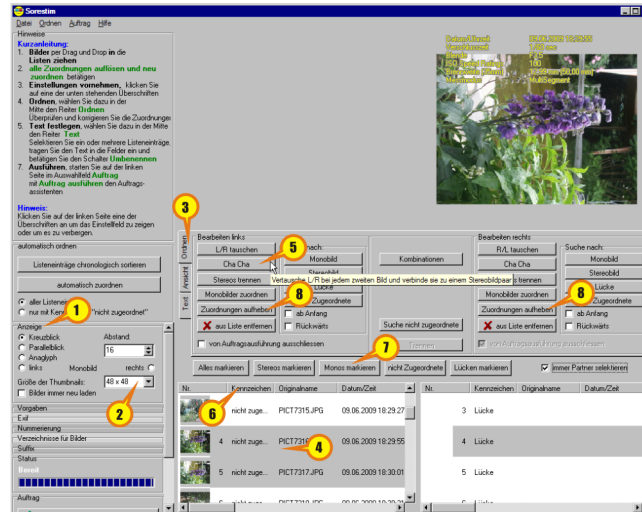 Sorestim
Datei Ordnen Auftrag Hilfe
Hinweise
Kurzanleitung:
1. Bilder per Drag und Drop in die
Listen ziehen
2. alle Zuordnungen auflösen und neu
zuordnen betätigen
3. Einstellungen vornehmen, klicken Sie
auf eine der unten stehenden Überschriften
4. Ordnen, wählen Sie dazu in der
Mitte den Reiter Ordnen
Überprüfen und korrigieren Sie die Zuordnungen
5. Text festlegen, wählen Sie dazu in der Mitte
den Reiter Text
Selektieren Sie ein oder mehrere Listeneinträge,
tragen Sie den Text in die Felder ein und
betätigen Sie den Schalter Umbenennen
7. Ausführen, starten Sie auf der linken
Seite im Auswahlfeld Auftrag
mit Auftrag ausführen den Auftrags-
assistenten
Hinweis:
Klicken Sie auf der linken Seite eine der
Überschriften an um das Einstellfeld zu zeigen
oder um es zu verbergen.
automatisch ordnen
Listeneinträge chronologisch sortieren
automatisch zuordnen
aller Listenein
nur mit Ken "nicht zugeordnet"
Anzeige
1
Kreuzblick Abstand
Parallelblick 16
Anaglyph
links Monobild rechts
Größe der Thumbnails: 48 x 48
Bilder immer neu laden
2
Vorgaben
Exif
Nummerierung
Verzeichnisse für Bilder
Suffix
Status
Bereit
Auftrag
09.06.2009 18:29:55
100
MultiSegment
3
Ordnen
Ansicht
Text
Bearbeiten links
L/R tauschen
Cha Cha
5
Stereos trennen
Monobilder zuordnen
Zuordnungen aufheben
8
aus Liste entfernen
von Auftragsausführung ausschliessen
nach:
Monobild
Stereobild
Lücke
Zugeordnete
ab Anfang
Rückwärts
Vertausche L/R bei jedem zweiten Bild und verbinde sie zu einem Stereobildpaar
Kombinationen
Suche nicht zugeordnete
Trennen
Bearbeiten rechts
R/L tauschen
Cha Cha
trennen
Monobilder zuordnen
Zuordnungen aufheben
8
aus Liste entfernen
von Auftragsausführung ausschliessen
Suche nach:
Monobild
Stereobild
Lücke
Zugeordnete
ab Anfang
Rückwärts
7
Alles markieren Stereos markieren Monos markieren nicht Zugeordnete Lücken markieren immer Partner selektieren
Nr. Kennzeichen Originalname Datum/Zeit
6
nicht zuge... PICT7315.JPG 09.06.2009 18:29:27
4 nicht zuge... 09.06.2009 18:29:55
4
5 nicht zuge... PICT7317.JPG 09.06.2009 18:30:01
Nr. Kennzeichen Originalname Datum/Zeit
3 Lücke
4 Lücke
5 Lücke